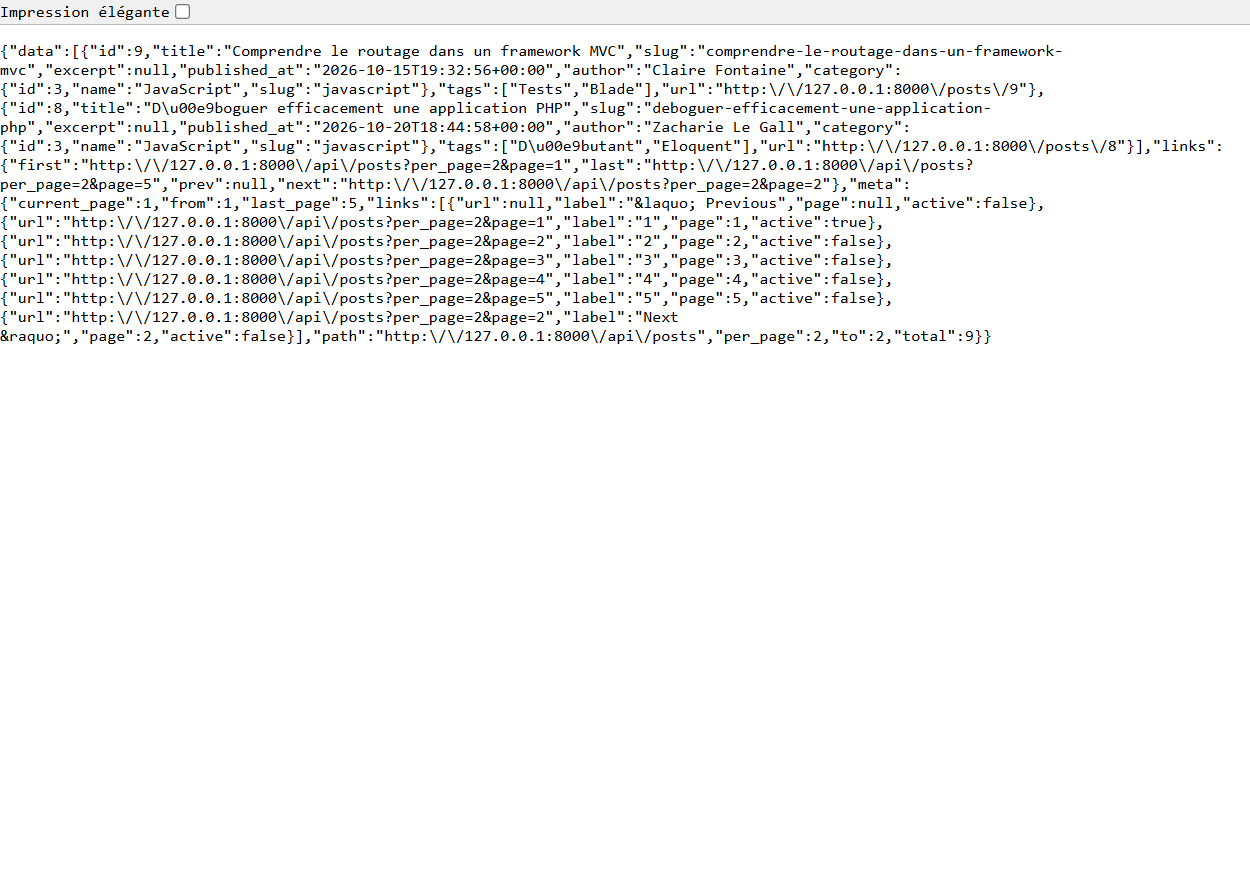 Impression élégante
{"data":[{"id":9,"title":"Comprendre le routage dans un framework MVC","slug":"comprendre-le-routage-dans-un-framework-
mvc","excerpt":null,"published_at":"2026-10-15T19:32:56+00:00","author":"Claire Fontaine","category":
{"id":3,"name":"JavaScript","slug":"javascript"},"tags":["Tests","Blade"],"url":"http:\/\/127.0.0.1:8000\/posts\/9"},
{"id":8,"title":"D\u00e9boguer efficacement une application PHP","slug":"deboguer-efficacement-une-application-
php","excerpt":null,"published_at":"2026-10-20T18:44:58+00:00","author":"Zacharie Le Gall","category":
{"id":3,"name":"JavaScript","slug":"javascript"},"tags":["D\u00e9butant","Eloquent"],"url":"http:\/\/127.0.0.1:8000\/posts\/8"}],"links":
{"first":"http:\/\/127.0.0.1:8000\/api\/posts?per_page=2&page=1","last":"http:\/\/127.0.0.1:8000\/api\/posts?
per_page=2&page=5","prev":null,"next":"http:\/\/127.0.0.1:8000\/api\/posts?per_page=2&page=2"},"meta":
{"current_page":1,"from":1,"last_page":5,"links":[{"url":null,"label":"&laquo; Previous","page":null,"active":false},
{"url":"http:\/\/127.0.0.1:8000\/api\/posts?per_page=2&page=1","label":"1","page":1,"active":true},
{"url":"http:\/\/127.0.0.1:8000\/api\/posts?per_page=2&page=2","label":"2","page":2,"active":false},
{"url":"http:\/\/127.0.0.1:8000\/api\/posts?per_page=2&page=3","label":"3","page":3,"active":false},
{"url":"http:\/\/127.0.0.1:8000\/api\/posts?per_page=2&page=4","label":"4","page":4,"active":false},
{"url":"http:\/\/127.0.0.1:8000\/api\/posts?per_page=2&page=5","label":"5","page":5,"active":false},
{"url":"http:\/\/127.0.0.1:8000\/api\/posts?per_page=2&page=2","label":"Next
&raquo;","page":2,"active":false}],"path":"http:\/\/127.0.0.1:8000\/api\/posts","per_page":2,"to":2,"total":9}}